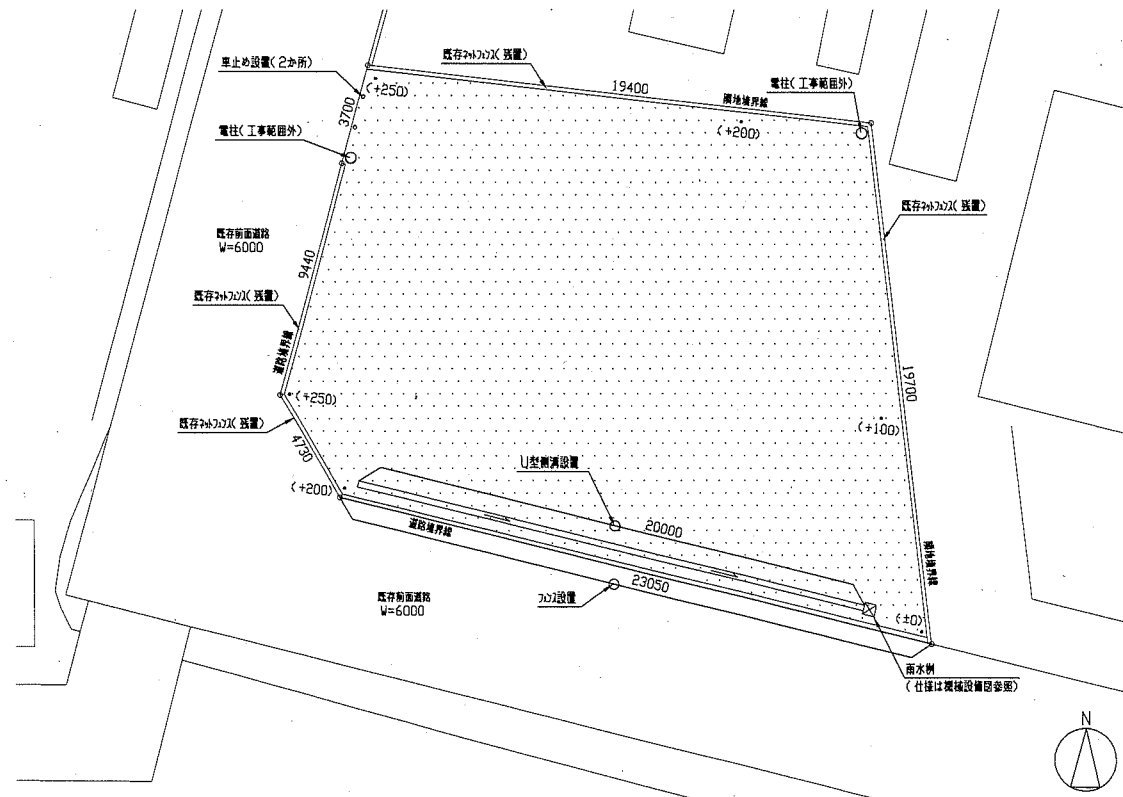 既存ネットフェンス( 残置)
車止め設置( 2か所)
19400
隣地境界線
電柱( 工事範囲外)
(+250)
3700
(+200)
電柱( 工事範囲外)
既存ネットフェンス( 残置)
既存前面道路
W=6000
9440
既存ネットフェンス( 残置)
道路境界線
19700
(+250)
既存ネットフェンス( 残置)
4730
(+100)
U型側溝設置
(+200)
道路境界線
20000
隣地境界線
23050
既存前面道路
W=6000
フェンス設置
(±0)
雨水桝
( 仕様は機械設備図参照)
N